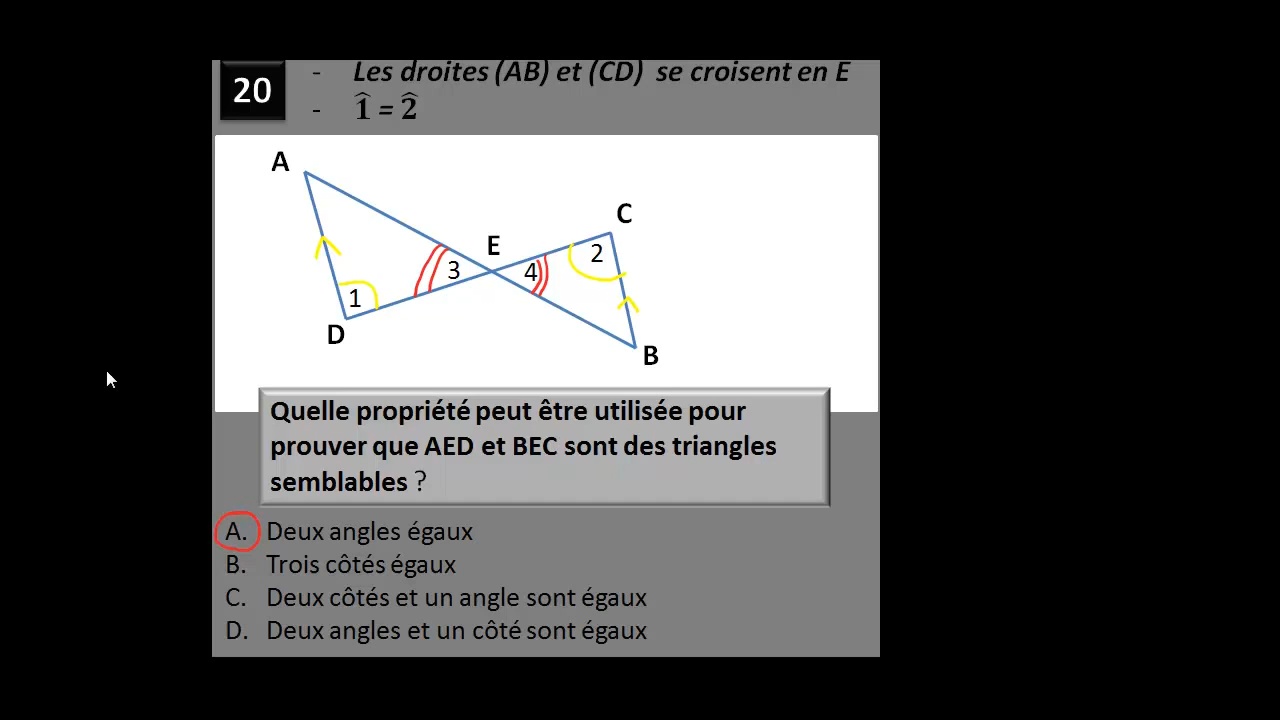 20
- Les droites (AB) et (CD) se croisent en E
- 1̂ = 2̂
A
C
E
2
3
4
1
D
B
Quelle propriété peut être utilisée pour
prouver que AED et BEC sont des triangles
semblables ?
A. Deux angles égaux
B. Trois côtés égaux
C. Deux côtés et un angle sont égaux
D. Deux angles et un côté sont égaux